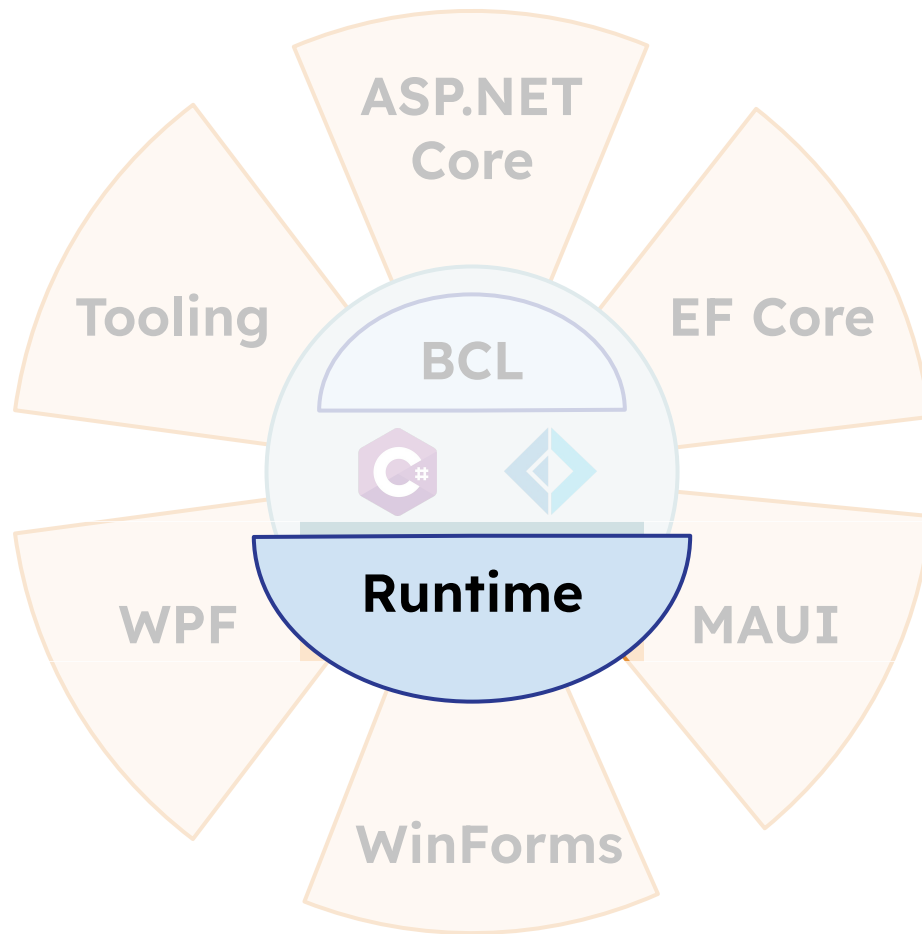 ASP.NET
Core
Tooling
EF Core
BCL
C#
Runtime
WPF
MAUI
WinForms